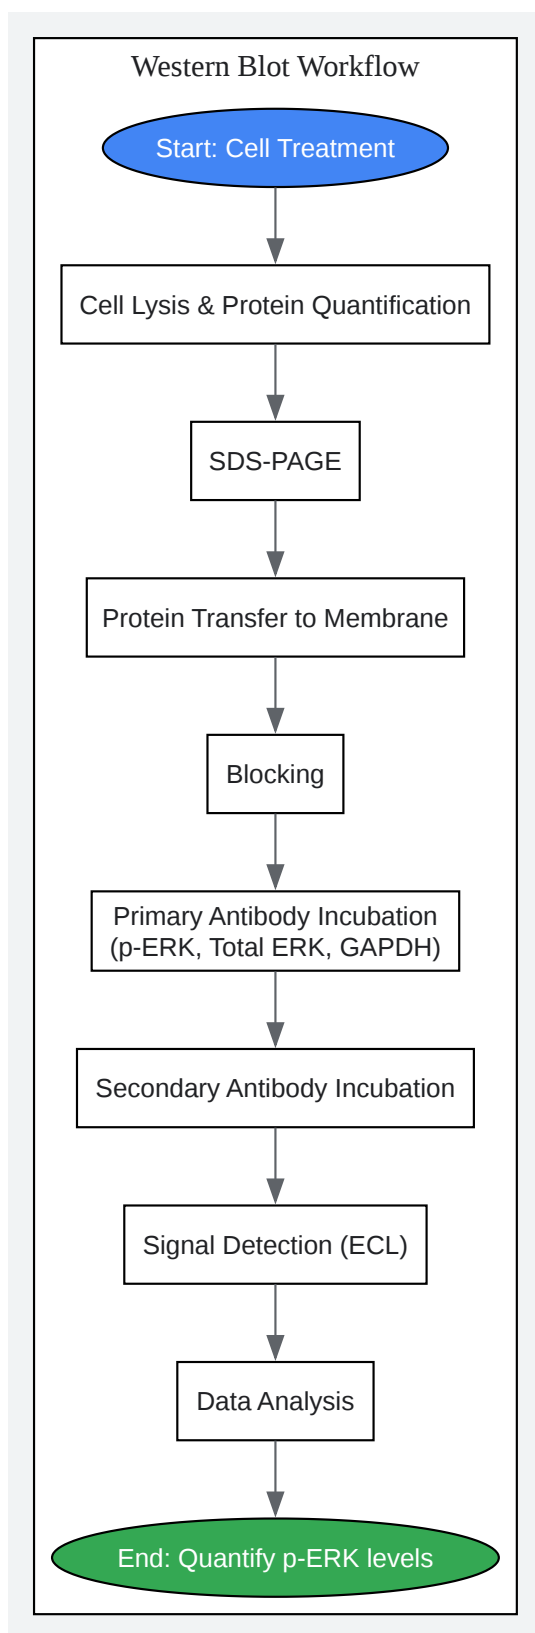 Western Blot Workflow
Start: Cell Treatment
Cell Lysis & Protein Quantification
SDS-PAGE
Protein Transfer to Membrane
Blocking
Primary Antibody Incubation
(p-ERK, Total ERK, GAPDH)
Secondary Antibody Incubation
Signal Detection (ECL)
Data Analysis
End: Quantify p-ERK levels